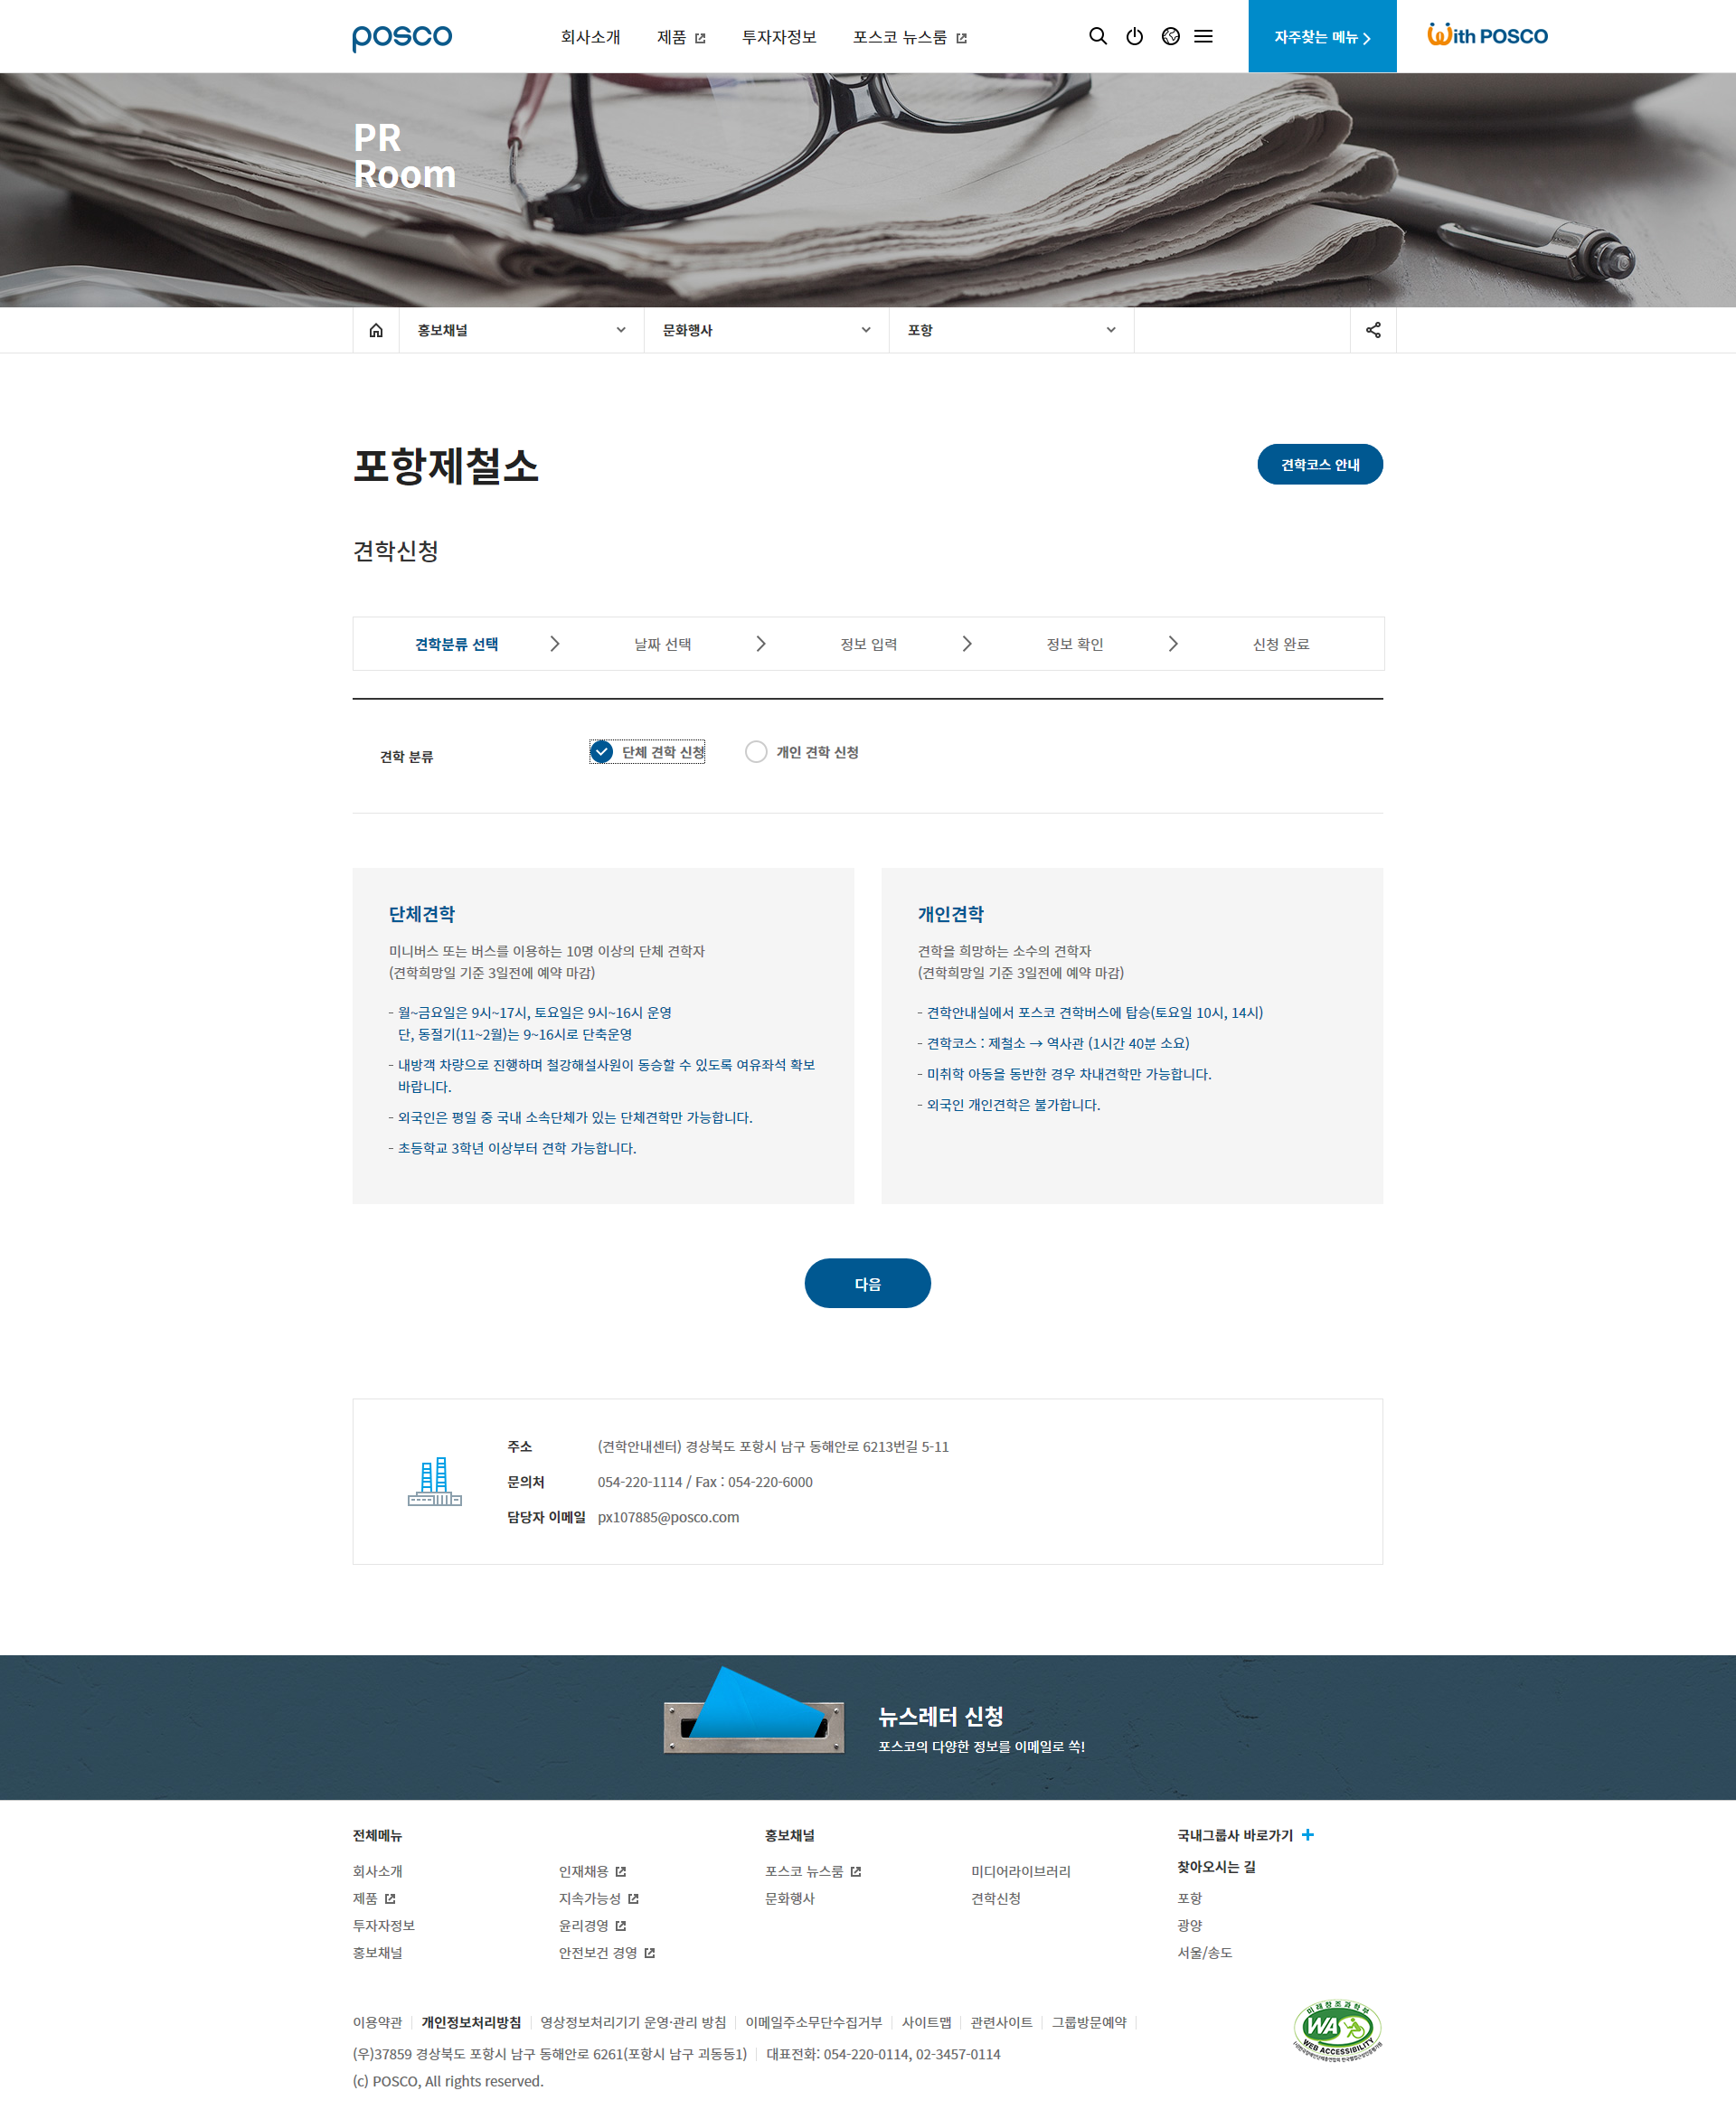 posco
회사소개
제품
투자자정보
포스코 뉴스룸
자주찾는 메뉴
With POSCO
PR
Room
홍보채널
문화행사
포항
포항제철소
견학코스 안내
견학신청
견학분류 선택
날짜 선택
정보 입력
정보 확인
신청 완료
견학 분류
단체 견학 신청
개인 견학 신청
단체견학
미니버스 또는 버스를 이용하는 10명 이상의 단체 견학자
(견학희망일 기준 3일전에 예약 마감)
- 월~금요일은 9시~17시, 토요일은 9시~16시 운영
단, 동절기(11~2월)는 9~16시로 단축운영
- 내방객 차량으로 진행하며 철강해설사원이 동승할 수 있도록 여유좌석 확보
바랍니다.
- 외국인은 평일 중 국내 소속단체가 있는 단체견학만 가능합니다.
- 초등학교 3학년 이상부터 견학 가능합니다.
개인견학
견학을 희망하는 소수의 견학자
(견학희망일 기준 3일전에 예약 마감)
- 견학안내실에서 포스코 견학버스에 탑승(토요일 10시, 14시)
- 견학코스 : 제철소 → 역사관 (1시간 40분 소요)
- 미취학 아동을 동반한 경우 차내견학만 가능합니다.
- 외국인 개인견학은 불가합니다.
다음
주소 (견학안내센터) 경상북도 포항시 남구 동해안로 6213번길 5-11
문의처 054-220-1114 / Fax : 054-220-6000
담당자 이메일 px107885@posco.com
뉴스레터 신청
포스코의 다양한 정보를 이메일로 쏙!
전체메뉴
회사소개
제품
투자자정보
홍보채널
인재채용
지속가능성
윤리경영
안전보건 경영
홍보채널
포스코 뉴스룸
문화행사
미디어라이브러리
견학신청
국내그룹사 바로가기
찾아오시는 길
포항
광양
서울/송도
이용약관
개인정보처리방침
영상정보처리기기 운영·관리 방침
이메일주소무단수집거부
사이트맵
관련사이트
그룹방문예약
(우)37859 경상북도 포항시 남구 동해안로 6261(포항시 남구 괴동동1)
대표전화: 054-220-0114, 02-3457-0114
(c) POSCO, All rights reserved.
미래창조과학부
WA
WEB ACCESSIBILITY